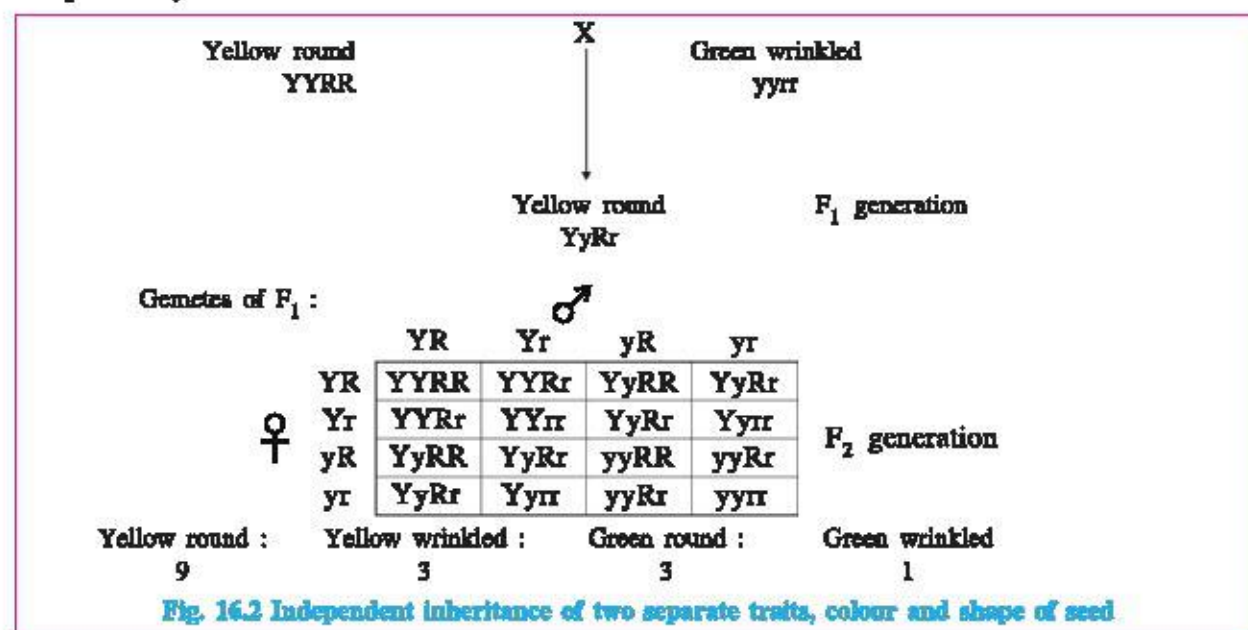 X
Yellow round Green wrinkled
YYRR yyrr
Yellow round F1 generation
YyRr
Gemetes of F1 :
YR Yr yR yr
YR YYRR YYRr YyRR YyRr
Yr YYRr YYrr YyRr Yyrr
F2 generation
yR YyRR YyRr yyRR yyRr
yr YyRr Yyrr yyRr yyrr
Yellow round : Yellow wrinkled : Green round : Green wrinkled
9 3 3 1
Fig. 16.2 Independent inheritance of two separate traits, colour and shape of seed